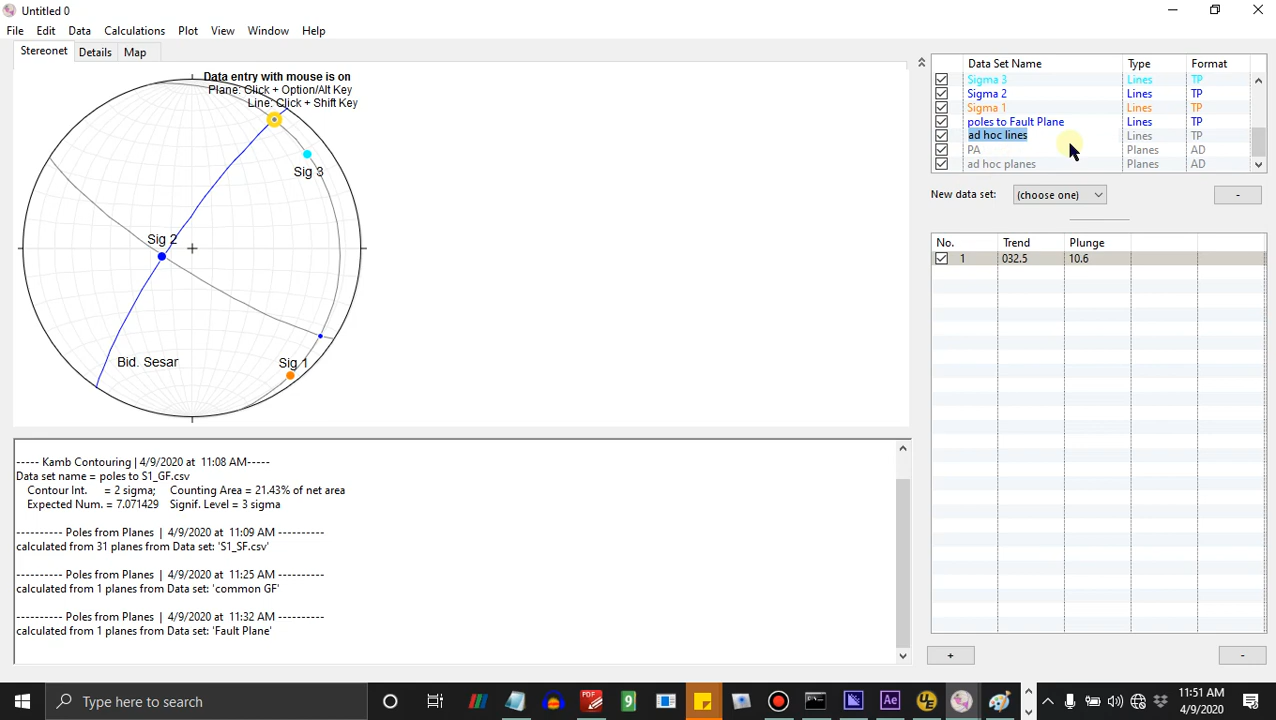 Untitled 0
File Edit Data Calculations Plot View Window Help
Stereonet Details Map
Data entry with mouse is on
Plane: Click + Option/Alt Key
Line: Click + Shift Key
Sig 3
Sig 2
Sig 1
Bid. Sesar
Data Set Name Type Format
Sigma 3 Lines TP
Sigma 2 Lines TP
Sigma 1 Lines TP
poles to Fault Plane Lines TP
ad hoc lines Lines TP
PA Planes AD
ad hoc planes Planes AD
New data set: (choose one) -
No. Trend Plunge
1 032.5 10.6
+ -
----- Kamb Contouring | 4/9/2020 at 11:08 AM-----
Data set name = poles to S1_GF.csv
Contour Int. = 2 sigma; Counting Area = 21.43% of net area
Expected Num. = 7.071429 Signif. Level = 3 sigma
---------- Poles from Planes | 4/9/2020 at 11:09 AM ----------
calculated from 31 planes from Data set: 'S1_SF.csv'
---------- Poles from Planes | 4/9/2020 at 11:25 AM ----------
calculated from 1 planes from Data set: 'common GF'
---------- Poles from Planes | 4/9/2020 at 11:32 AM ----------
calculated from 1 planes from Data set: 'Fault Plane'
Type here to search
PDF
9
Ae
11:51 AM
4/9/2020